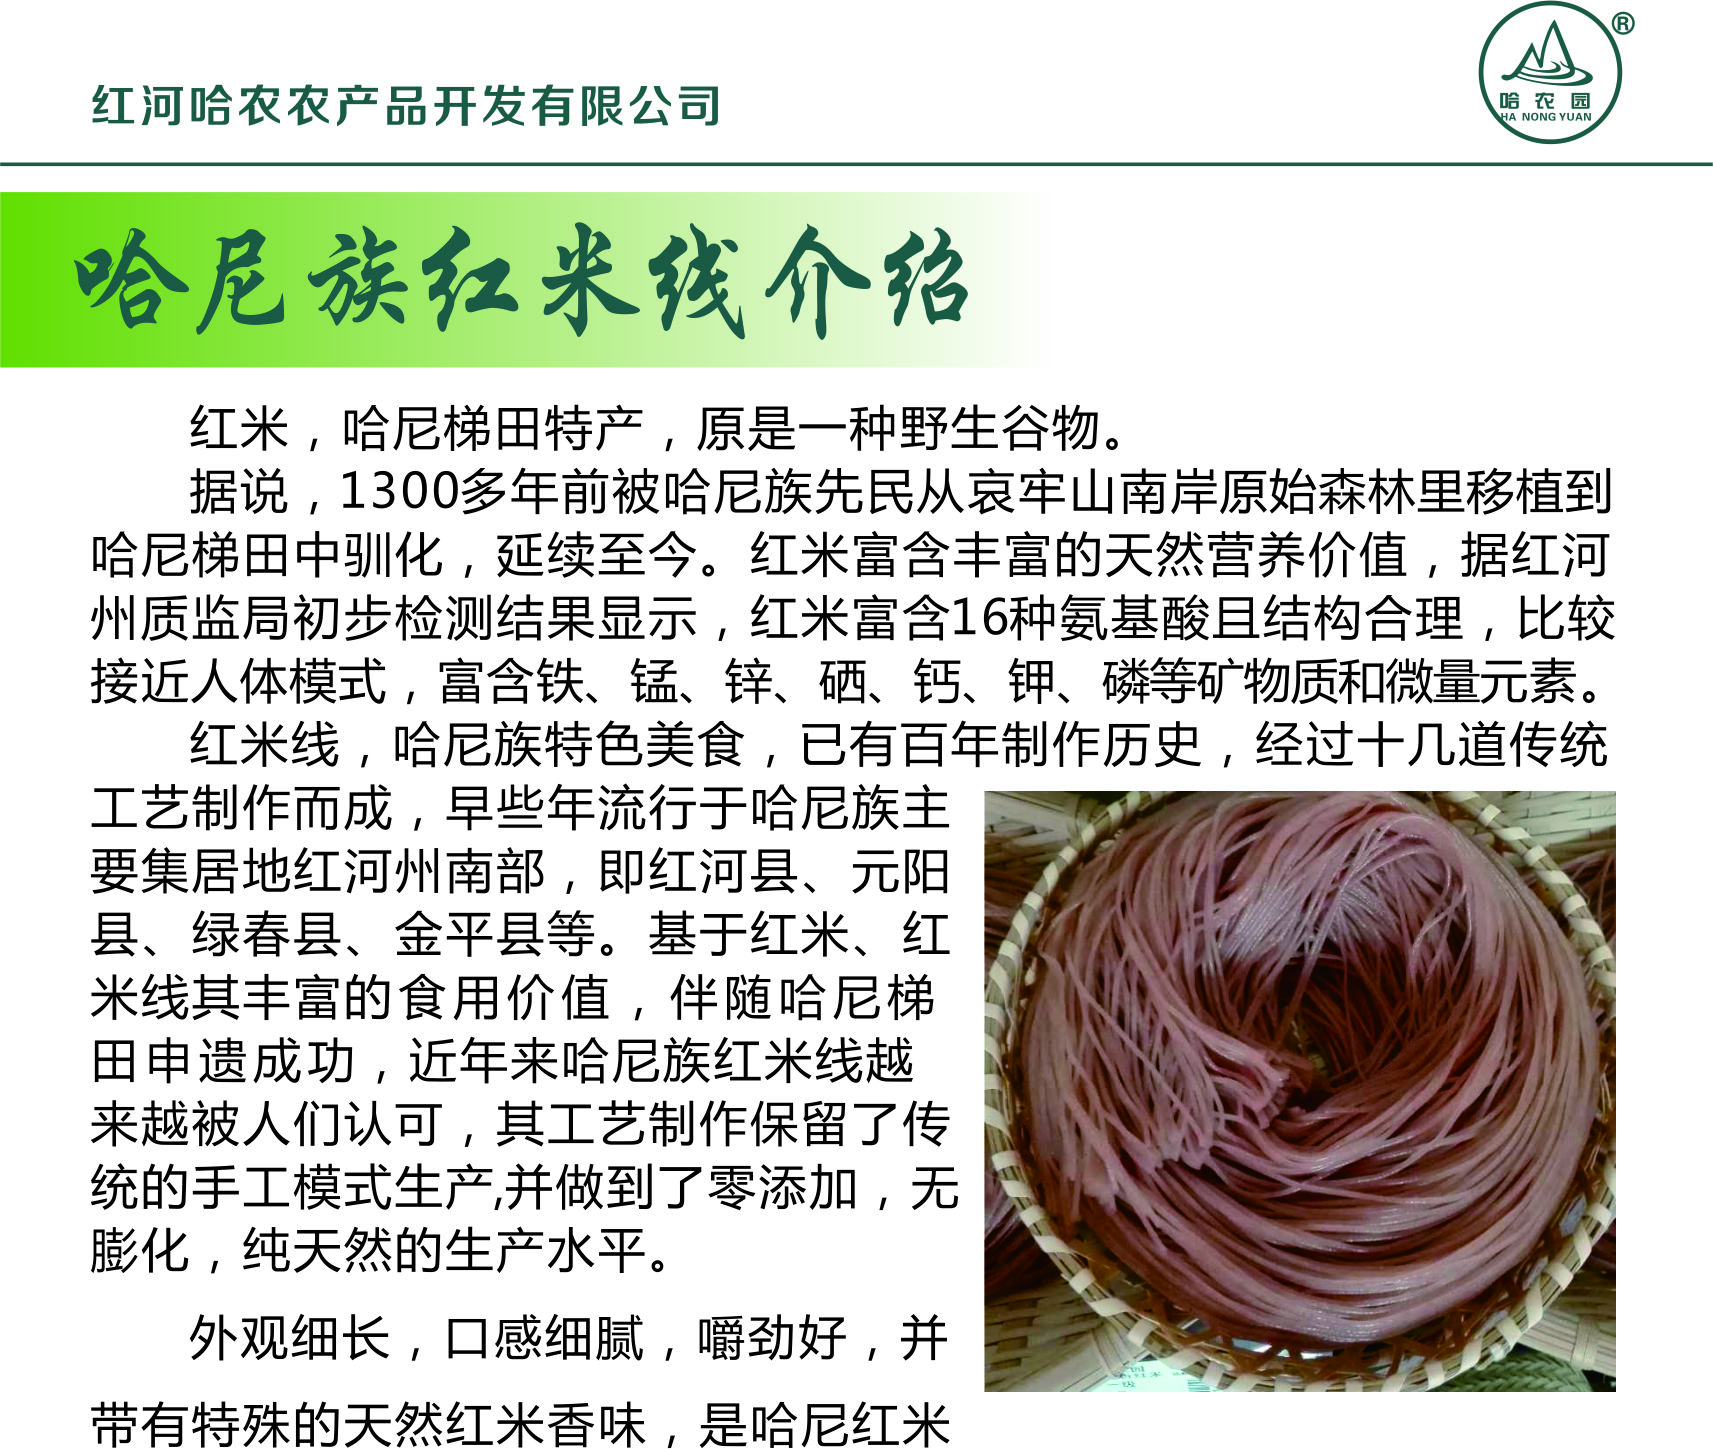 红河哈农农产品开发有限公司
®
哈农园
HA NONG YUAN
哈尼族红米线介绍
红米，哈尼梯田特产，原是一种野生谷物。
据说，1300多年前被哈尼族先民从哀牢山南岸原始森林里移植到
哈尼梯田中驯化，延续至今。红米富含丰富的天然营养价值，据红河
州质监局初步检测结果显示，红米富含16种氨基酸且结构合理，比较
接近人体模式，富含铁、锰、锌、硒、钙、钾、磷等矿物质和微量元素。
红米线，哈尼族特色美食，已有百年制作历史，经过十几道传统
工艺制作而成，早些年流行于哈尼族主
要集居地红河州南部，即红河县、元阳
县、绿春县、金平县等。基于红米、红
米线其丰富的食用价值，伴随哈尼梯
田申遗成功，近年来哈尼族红米线越
来越被人们认可，其工艺制作保留了传
统的手工模式生产,并做到了零添加，无
膨化，纯天然的生产水平。
外观细长，口感细腻，嚼劲好，并
带有特殊的天然红米香味，是哈尼红米